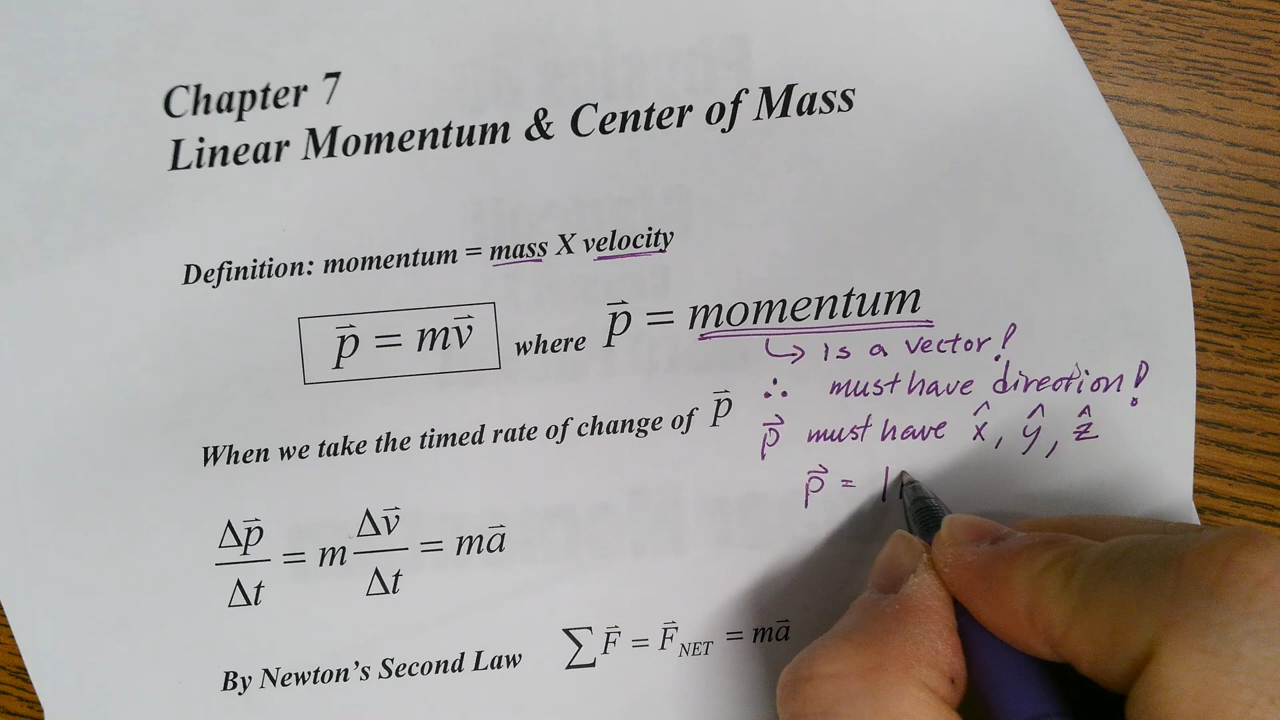 Chapter 7
Linear Momentum & Center of Mass
Definition: momentum = mass X velocity
p⃗ = mv⃗ where p⃗ = momentum
↳ is a vector!
∴ must have direction!
When we take the timed rate of change of p⃗
p⃗ must have x̂, ŷ, ẑ
p⃗ =
Δp⃗/Δt = m Δv⃗/Δt = ma⃗
By Newton's Second Law ∑F⃗ = F⃗NET = ma⃗